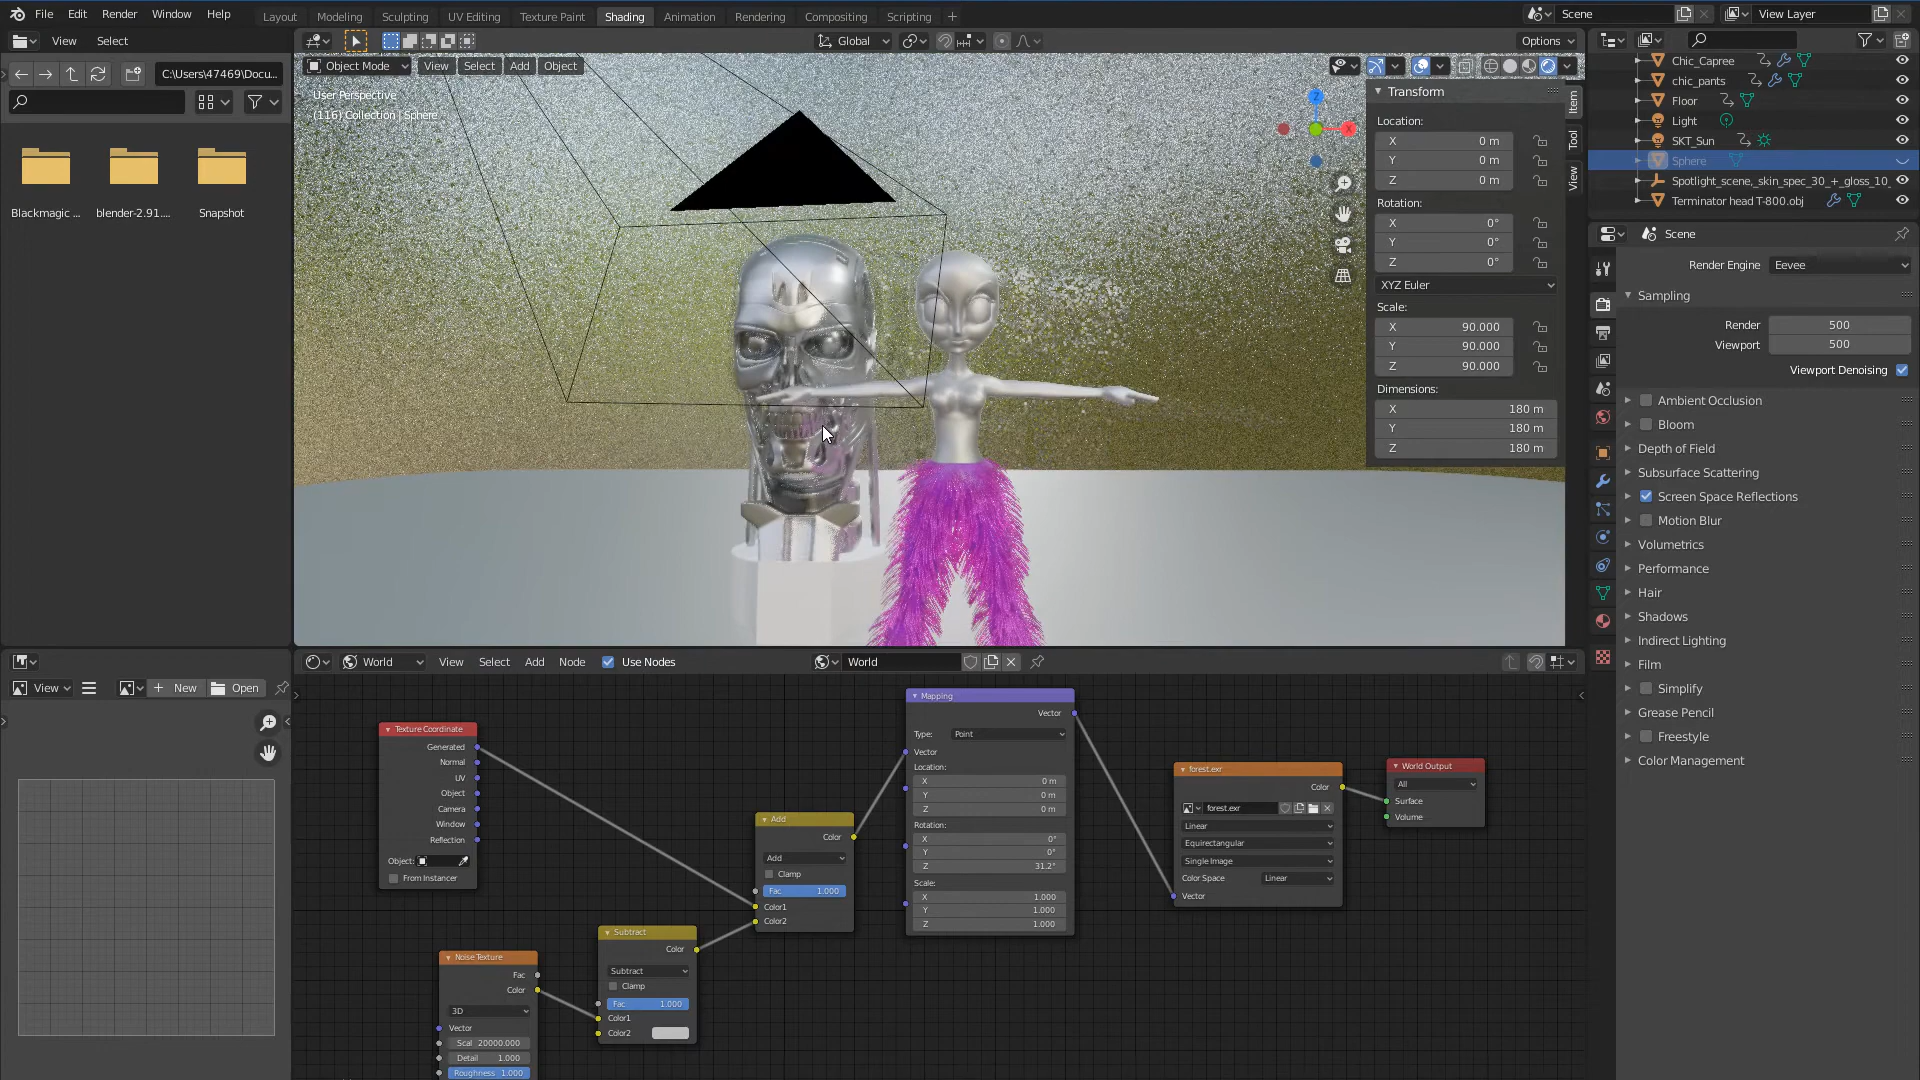 File Edit Render Window Help
Layout Modeling Sculpting UV Editing Texture Paint Shading Animation Rendering Compositing Scripting +
Scene
View Layer
View Select
Global
Options
C:\Users\47469\Docu...
Object Mode View Select Add Object
User Perspective
(116) Collection | Sphere
Blackmagic ...
blender-2.91....
Snapshot
Transform
Location:
X 0 m
Y 0 m
Z 0 m
Rotation:
X 0°
Y 0°
Z 0°
XYZ Euler
Scale:
X 90.000
Y 90.000
Z 90.000
Dimensions:
X 180 m
Y 180 m
Z 180 m
Item
Tool
View
Z
X
Chic_Capree
chic_pants
Floor
Light
SKT_Sun
Sphere
Spotlight_scene,_skin_spec_30_+_gloss_10_
Terminator head T-800.obj
Scene
Render Engine Eevee
Sampling
Render 500
Viewport 500
Viewport Denoising
Ambient Occlusion
Bloom
Depth of Field
Subsurface Scattering
Screen Space Reflections
Motion Blur
Volumetrics
Performance
Hair
Shadows
Indirect Lighting
Film
Simplify
Grease Pencil
Freestyle
Color Management
View New Open
World View Select Add Node Use Nodes World
Texture Coordinate
Generated
Normal
UV
Object
Camera
Window
Reflection
Object:
From Instancer
Noise Texture
Fac
Color
3D
Vector
Scal 20000.000
Detail 1.000
Roughness 1.000
Subtract
Color
Subtract
Clamp
Fac 1.000
Color1
Color2
Add
Color
Add
Clamp
Fac 1.000
Color1
Color2
Mapping
Vector
Type: Point
Vector
Location:
X 0 m
Y 0 m
Z 0 m
Rotation:
X 0°
Y 0°
Z 31.2°
Scale:
X 1.000
Y 1.000
Z 1.000
forest.exr
Color
forest.exr
Linear
Equirectangular
Single Image
Color Space Linear
Vector
World Output
All
Surface
Volume